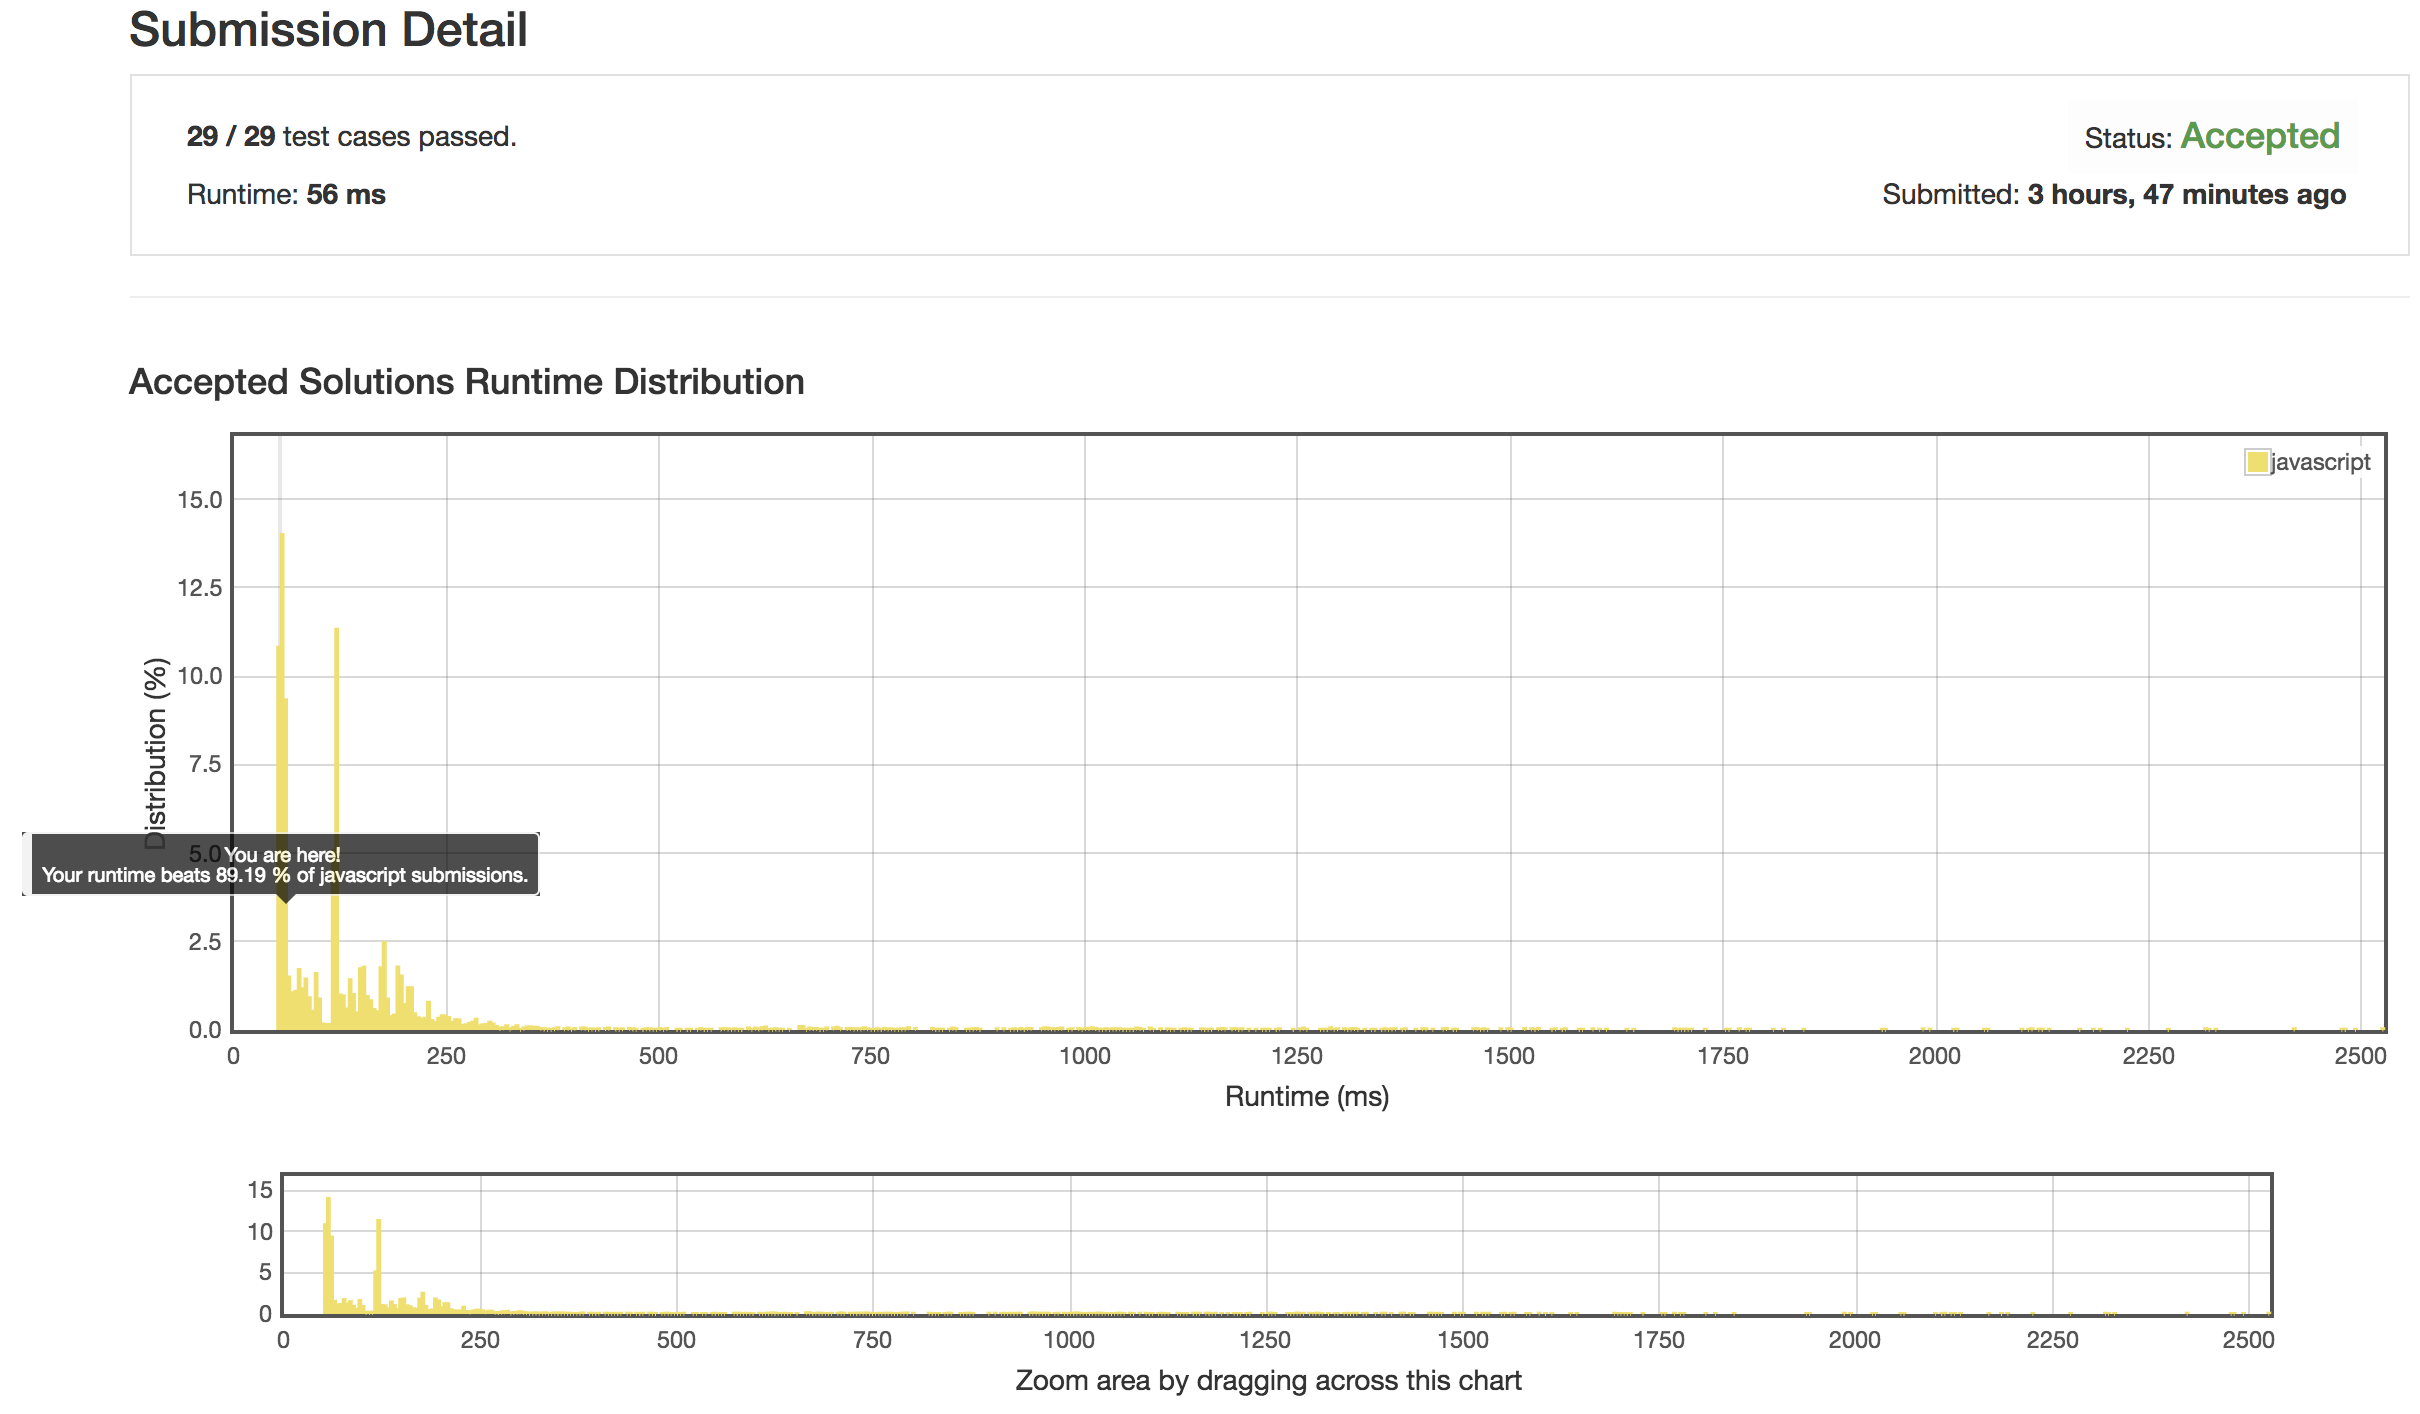 Submission Detail
29 / 29 test cases passed.
Status: Accepted
Runtime: 56 ms
Submitted: 3 hours, 47 minutes ago
Accepted Solutions Runtime Distribution
javascript
Distribution (%)
15.0
12.5
10.0
7.5
5.0
2.5
0.0
You are here!
Your runtime beats 89.19 % of javascript submissions.
0 250 500 750 1000 1250 1500 1750 2000 2250 2500
Runtime (ms)
15
10
5
0
0 250 500 750 1000 1250 1500 1750 2000 2250 2500
Zoom area by dragging across this chart